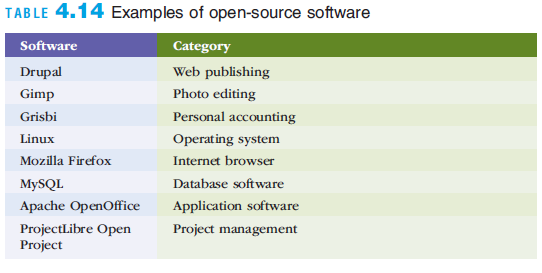 TABLE 4.14 Examples of open-source software
Software Category
Drupal Web publishing
Gimp Photo editing
Grisbi Personal accounting
Linux Operating system
Mozilla Firefox Internet browser
MySQL Database software
Apache OpenOffice Application software
ProjectLibre Open Project management
Project